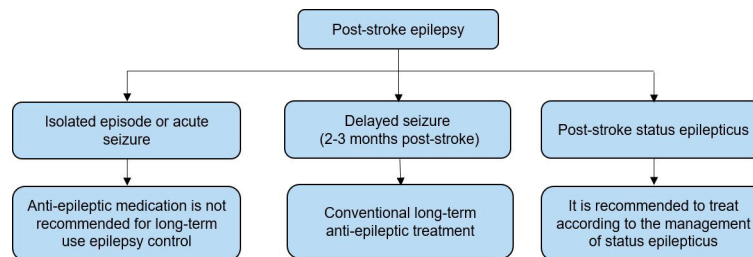 Post-stroke epilepsy
Isolated episode or acute
seizure
Delayed seizure
(2-3 months post-stroke)
Post-stroke status epilepticus
Anti-epileptic medication is not
recommended for long-term
use epilepsy control
Conventional long-term
anti-epileptic treatment
It is recommended to treat
according to the management
of status epilepticus